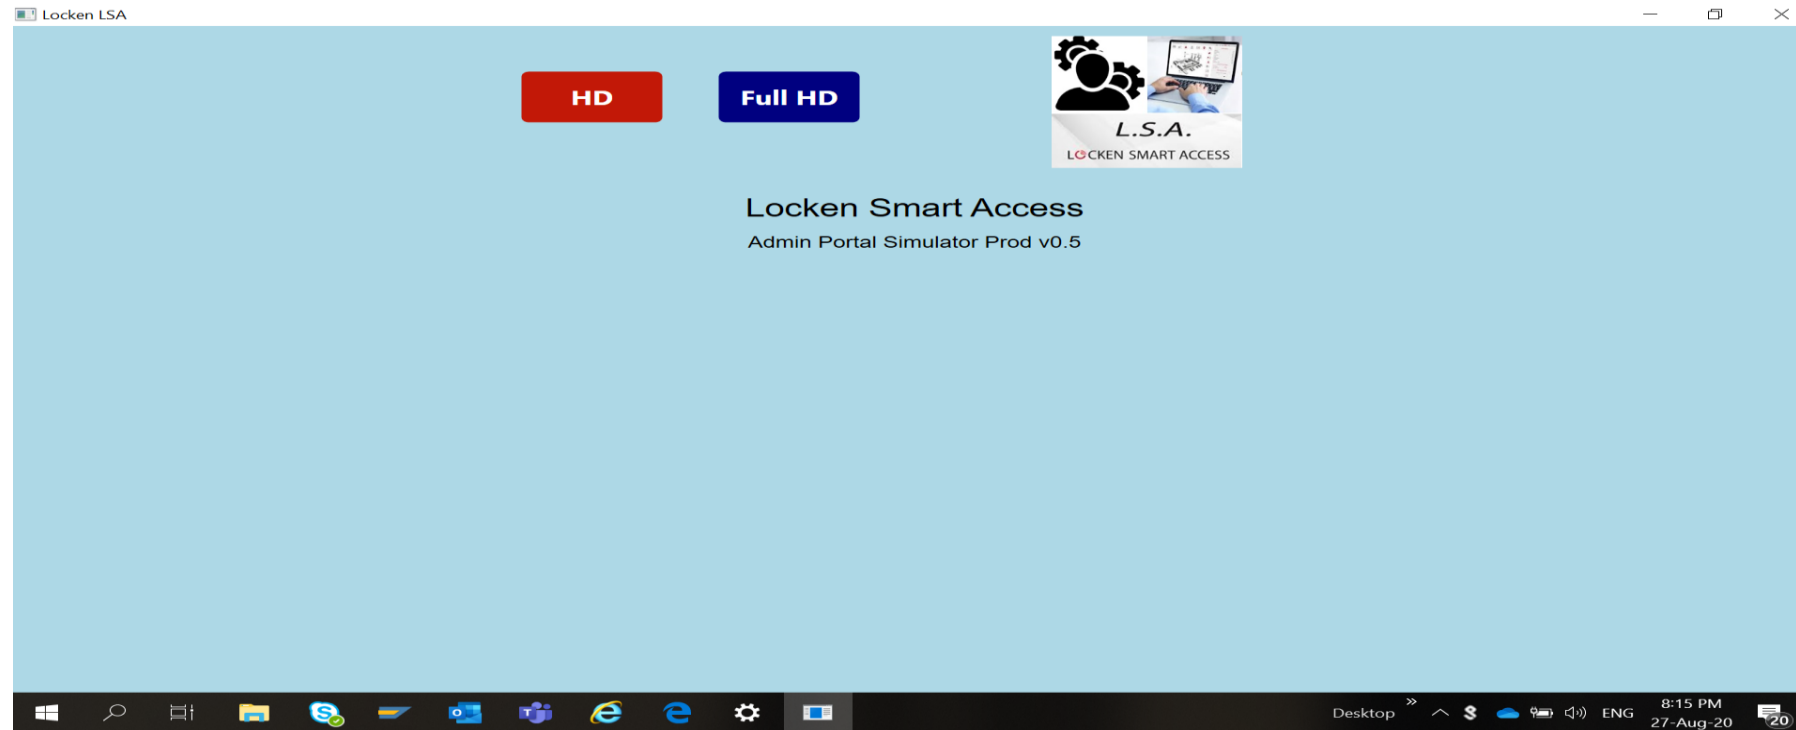 Locken LSA
HD
Full HD
L.S.A.
LOCKEN SMART ACCESS
Locken Smart Access
Admin Portal Simulator Prod v0.5
Desktop
ENG
8:15 PM
27-Aug-20
20